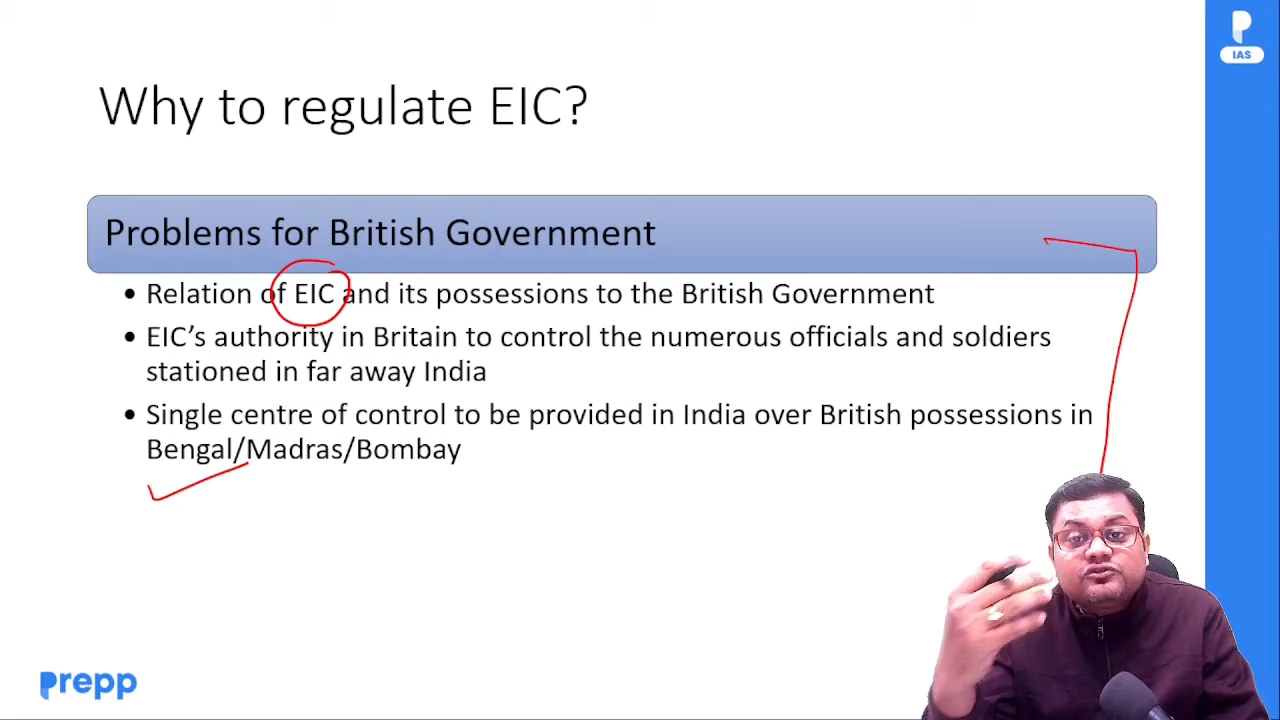 IAS
Why to regulate EIC?
Problems for British Government
• Relation of EIC and its possessions to the British Government
• EIC’s authority in Britain to control the numerous officials and soldiers
stationed in far away India
• Single centre of control to be provided in India over British possessions in
Bengal/Madras/Bombay
prepp